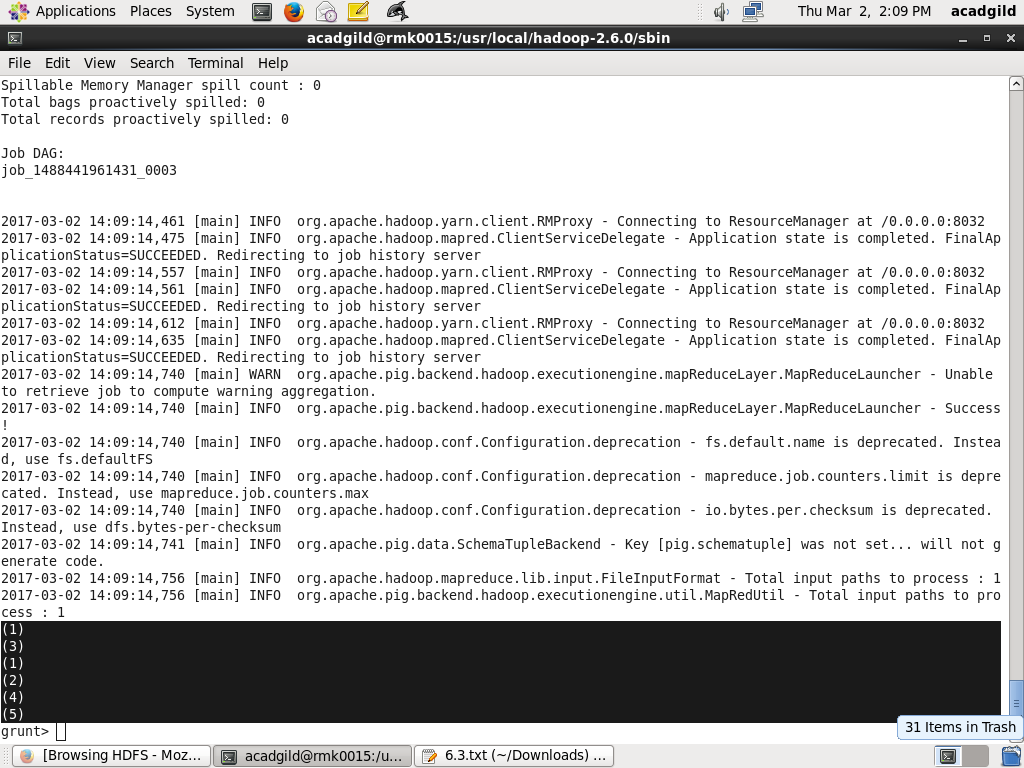 Applications Places System Thu Mar 2, 2:09 PM acadgild
acadgild@rmk0015:/usr/local/hadoop-2.6.0/sbin
File Edit View Search Terminal Help
Spillable Memory Manager spill count : 0
Total bags proactively spilled: 0
Total records proactively spilled: 0
Job DAG:
job_1488441961431_0003
2017-03-02 14:09:14,461 [main] INFO  org.apache.hadoop.yarn.client.RMProxy - Connecting to ResourceManager at /0.0.0.0:8032
2017-03-02 14:09:14,475 [main] INFO  org.apache.hadoop.mapred.ClientServiceDelegate - Application state is completed. FinalAp
plicationStatus=SUCCEEDED. Redirecting to job history server
2017-03-02 14:09:14,557 [main] INFO  org.apache.hadoop.yarn.client.RMProxy - Connecting to ResourceManager at /0.0.0.0:8032
2017-03-02 14:09:14,561 [main] INFO  org.apache.hadoop.mapred.ClientServiceDelegate - Application state is completed. FinalAp
plicationStatus=SUCCEEDED. Redirecting to job history server
2017-03-02 14:09:14,612 [main] INFO  org.apache.hadoop.yarn.client.RMProxy - Connecting to ResourceManager at /0.0.0.0:8032
2017-03-02 14:09:14,635 [main] INFO  org.apache.hadoop.mapred.ClientServiceDelegate - Application state is completed. FinalAp
plicationStatus=SUCCEEDED. Redirecting to job history server
2017-03-02 14:09:14,740 [main] WARN  org.apache.pig.backend.hadoop.executionengine.mapReduceLayer.MapReduceLauncher - Unable
to retrieve job to compute warning aggregation.
2017-03-02 14:09:14,740 [main] INFO  org.apache.pig.backend.hadoop.executionengine.mapReduceLayer.MapReduceLauncher - Success
!
2017-03-02 14:09:14,740 [main] INFO  org.apache.hadoop.conf.Configuration.deprecation - fs.default.name is deprecated. Instea
d, use fs.defaultFS
2017-03-02 14:09:14,740 [main] INFO  org.apache.hadoop.conf.Configuration.deprecation - mapreduce.job.counters.limit is depre
cated. Instead, use mapreduce.job.counters.max
2017-03-02 14:09:14,740 [main] INFO  org.apache.hadoop.conf.Configuration.deprecation - io.bytes.per.checksum is deprecated.
Instead, use dfs.bytes-per-checksum
2017-03-02 14:09:14,741 [main] INFO  org.apache.pig.data.SchemaTupleBackend - Key [pig.schematuple] was not set... will not g
enerate code.
2017-03-02 14:09:14,756 [main] INFO  org.apache.hadoop.mapreduce.lib.input.FileInputFormat - Total input paths to process : 1
2017-03-02 14:09:14,756 [main] INFO  org.apache.pig.backend.hadoop.executionengine.util.MapRedUtil - Total input paths to pro
cess : 1
(1)
(3)
(1)
(2)
(4)
(5)
grunt>
31 Items in Trash
[Browsing HDFS - Moz... acadgild@rmk0015:/u... 6.3.txt (~/Downloads) ...